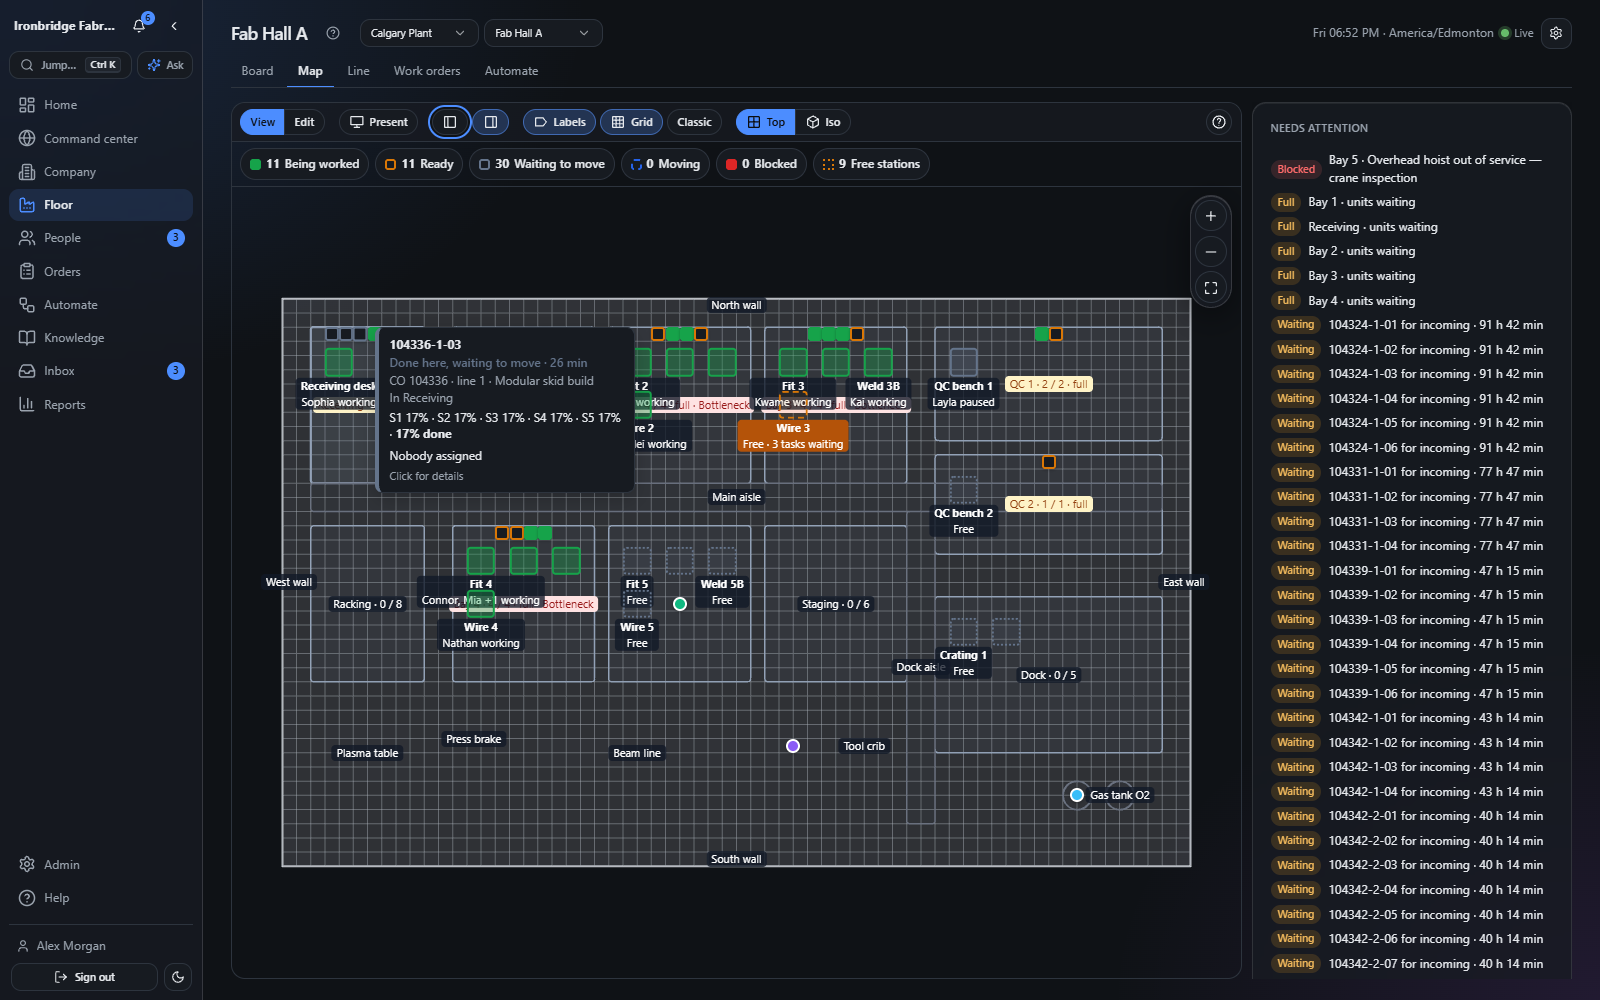 Ironbridge Fabr...
6
Jump...
Ctrl K
Ask
Home
Command center
Company
Floor
People
3
Orders
Automate
Knowledge
Inbox
3
Reports
Admin
Help
Alex Morgan
Sign out
Fab Hall A
Calgary Plant
Fab Hall A
Fri 06:52 PM · America/Edmonton
Live
Board
Map
Line
Work orders
Automate
View
Edit
Present
Labels
Grid
Classic
Top
Iso
11 Being worked
11 Ready
30 Waiting to move
0 Moving
0 Blocked
9 Free stations
North wall
104336-1-03
Done here, waiting to move · 26 min
CO 104336 · line 1 · Modular skid build
In Receiving
S1 17% · S2 17% · S3 17% · S4 17% · S5 17%
· 17% done
Nobody assigned
Click for details
Receiving desk
Sophia working
t 2
working
ull · Bottleneck
re 2
lei working
Fit 3
Kwame working
Weld 3B
Kai working
Wire 3
Free · 3 tasks waiting
QC bench 1
Layla paused
QC 1 · 2 / 2 · full
Main aisle
QC bench 2
Free
QC 2 · 1 / 1 · full
West wall
East wall
Racking · 0 / 8
Fit 4
Connor, Mia +1 working
Bottleneck
Wire 4
Nathan working
Fit 5
Free
Weld 5B
Free
Wire 5
Free
Staging · 0 / 6
Dock aisle
Crating 1
Free
Dock · 0 / 5
Plasma table
Press brake
Beam line
Tool crib
Gas tank O2
South wall
NEEDS ATTENTION
Blocked
Bay 5 · Overhead hoist out of service —
crane inspection
Full Bay 1 · units waiting
Full Receiving · units waiting
Full Bay 2 · units waiting
Full Bay 3 · units waiting
Full Bay 4 · units waiting
Waiting 104324-1-01 for incoming · 91 h 42 min
Waiting 104324-1-02 for incoming · 91 h 42 min
Waiting 104324-1-03 for incoming · 91 h 42 min
Waiting 104324-1-04 for incoming · 91 h 42 min
Waiting 104324-1-05 for incoming · 91 h 42 min
Waiting 104324-1-06 for incoming · 91 h 42 min
Waiting 104331-1-01 for incoming · 77 h 47 min
Waiting 104331-1-02 for incoming · 77 h 47 min
Waiting 104331-1-03 for incoming · 77 h 47 min
Waiting 104331-1-04 for incoming · 77 h 47 min
Waiting 104339-1-01 for incoming · 47 h 15 min
Waiting 104339-1-02 for incoming · 47 h 15 min
Waiting 104339-1-03 for incoming · 47 h 15 min
Waiting 104339-1-04 for incoming · 47 h 15 min
Waiting 104339-1-05 for incoming · 47 h 15 min
Waiting 104339-1-06 for incoming · 47 h 15 min
Waiting 104342-1-01 for incoming · 43 h 14 min
Waiting 104342-1-02 for incoming · 43 h 14 min
Waiting 104342-1-03 for incoming · 43 h 14 min
Waiting 104342-1-04 for incoming · 43 h 14 min
Waiting 104342-2-01 for incoming · 40 h 14 min
Waiting 104342-2-02 for incoming · 40 h 14 min
Waiting 104342-2-03 for incoming · 40 h 14 min
Waiting 104342-2-04 for incoming · 40 h 14 min
Waiting 104342-2-05 for incoming · 40 h 14 min
Waiting 104342-2-06 for incoming · 40 h 14 min
Waiting 104342-2-07 for incoming · 40 h 14 min